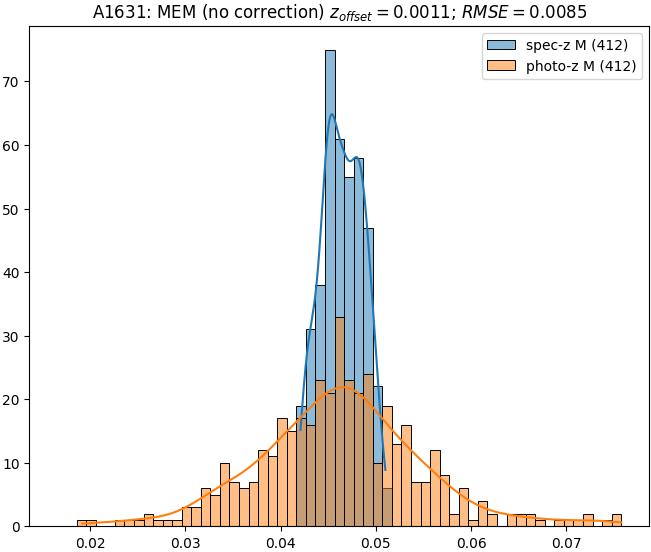 A1631: MEM (no correction) z_offset = 0.0011; RMSE = 0.0085
spec-z M (412)
photo-z M (412)
70
60
50
40
30
20
10
0
0.02 0.03 0.04 0.05 0.06 0.07